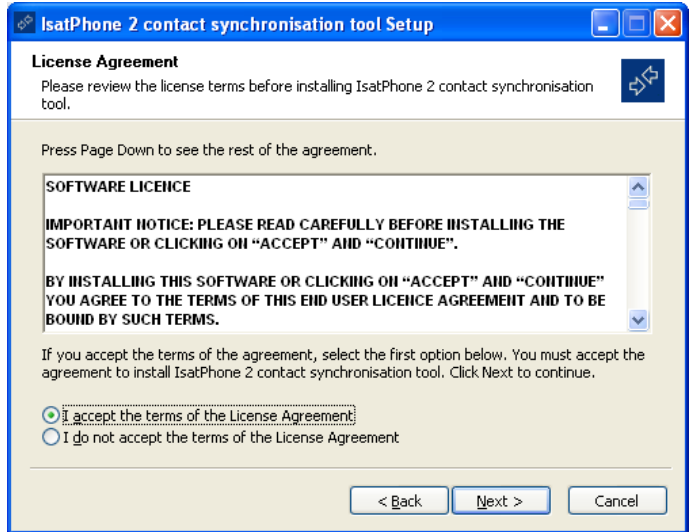 IsatPhone 2 contact synchronisation tool Setup
License Agreement
Please review the license terms before installing IsatPhone 2 contact synchronisation
tool.
Press Page Down to see the rest of the agreement.
SOFTWARE LICENCE
IMPORTANT NOTICE: PLEASE READ CAREFULLY BEFORE INSTALLING THE
SOFTWARE OR CLICKING ON “ACCEPT” AND “CONTINUE”.
BY INSTALLING THIS SOFTWARE OR CLICKING ON “ACCEPT” AND “CONTINUE”
YOU AGREE TO THE TERMS OF THIS END USER LICENCE AGREEMENT AND TO BE
BOUND BY SUCH TERMS.
If you accept the terms of the agreement, select the first option below. You must accept the
agreement to install IsatPhone 2 contact synchronisation tool. Click Next to continue.
I accept the terms of the License Agreement
I do not accept the terms of the License Agreement
< Back Next > Cancel